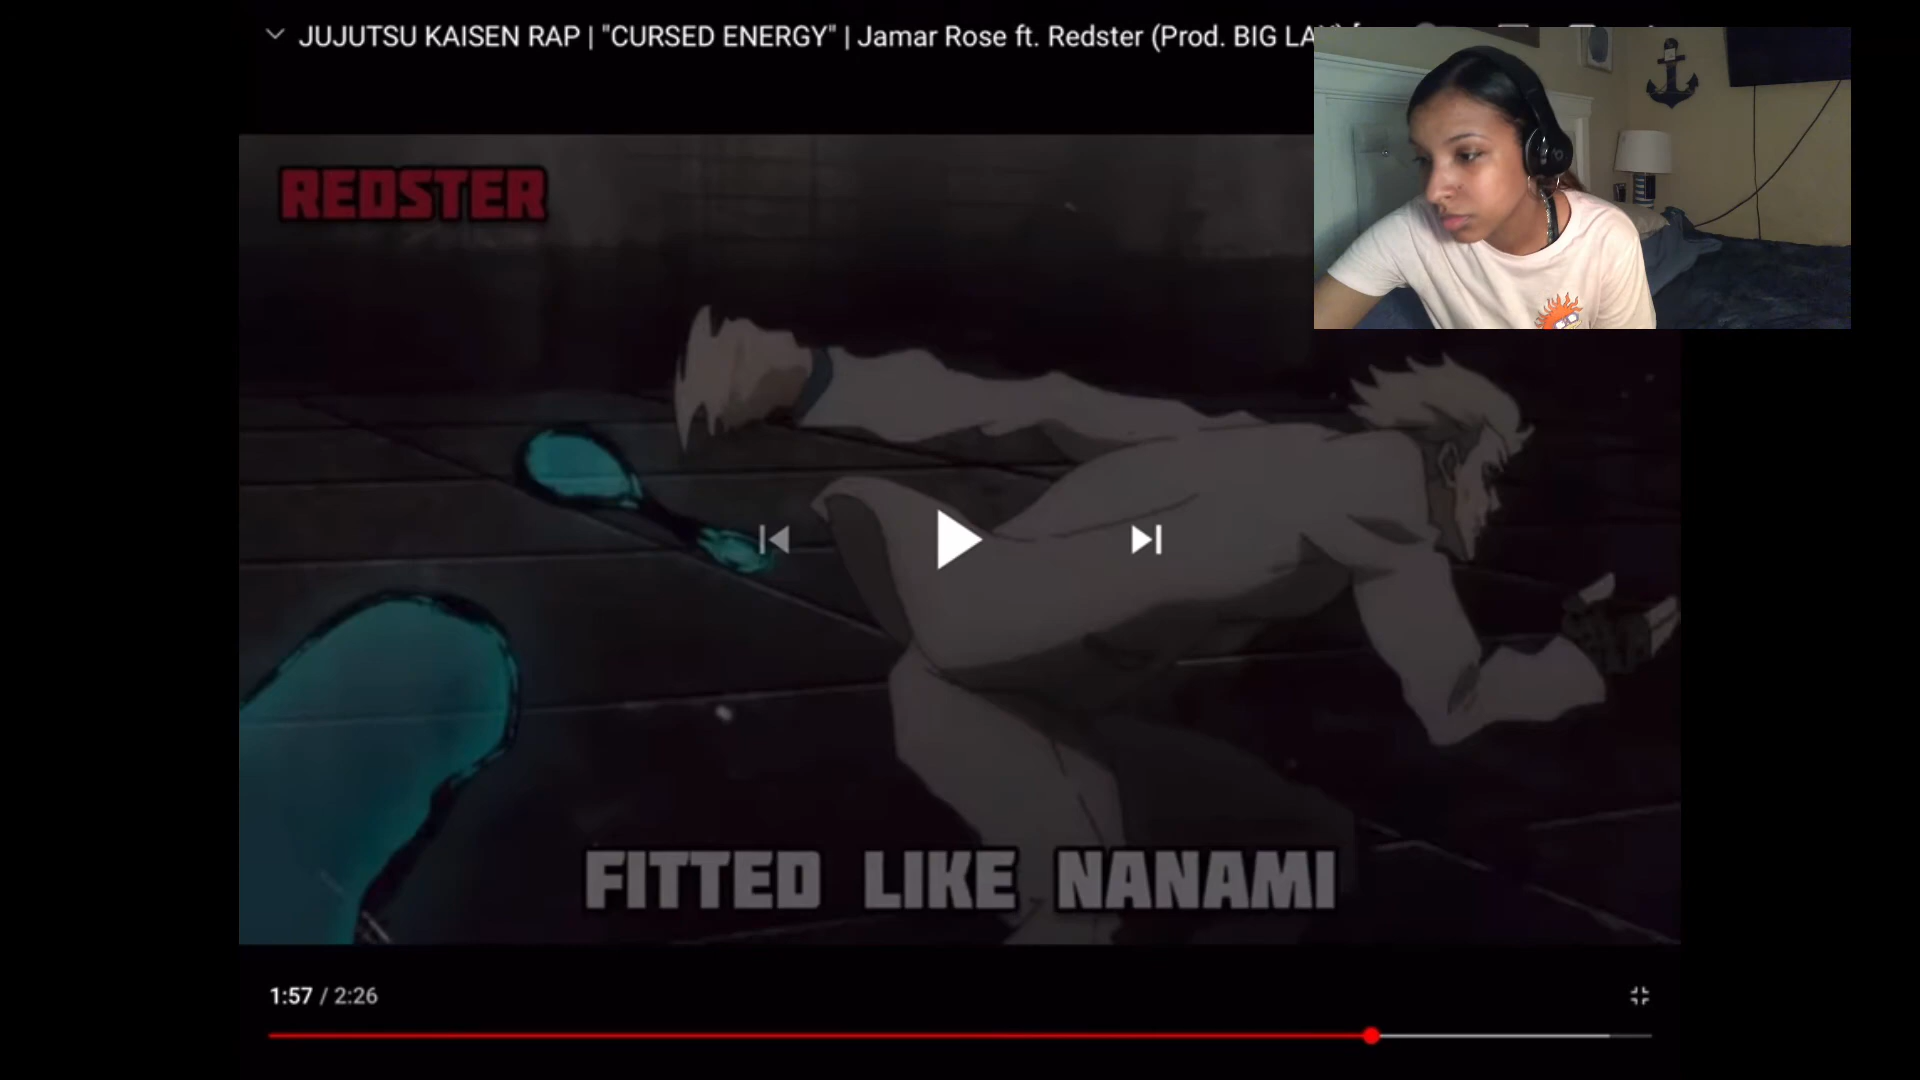 JUJUTSU KAISEN RAP | "CURSED ENERGY" | Jamar Rose ft. Redster (Prod. BIG
REDSTER
FITTED LIKE NANAMI
1:57 / 2:26